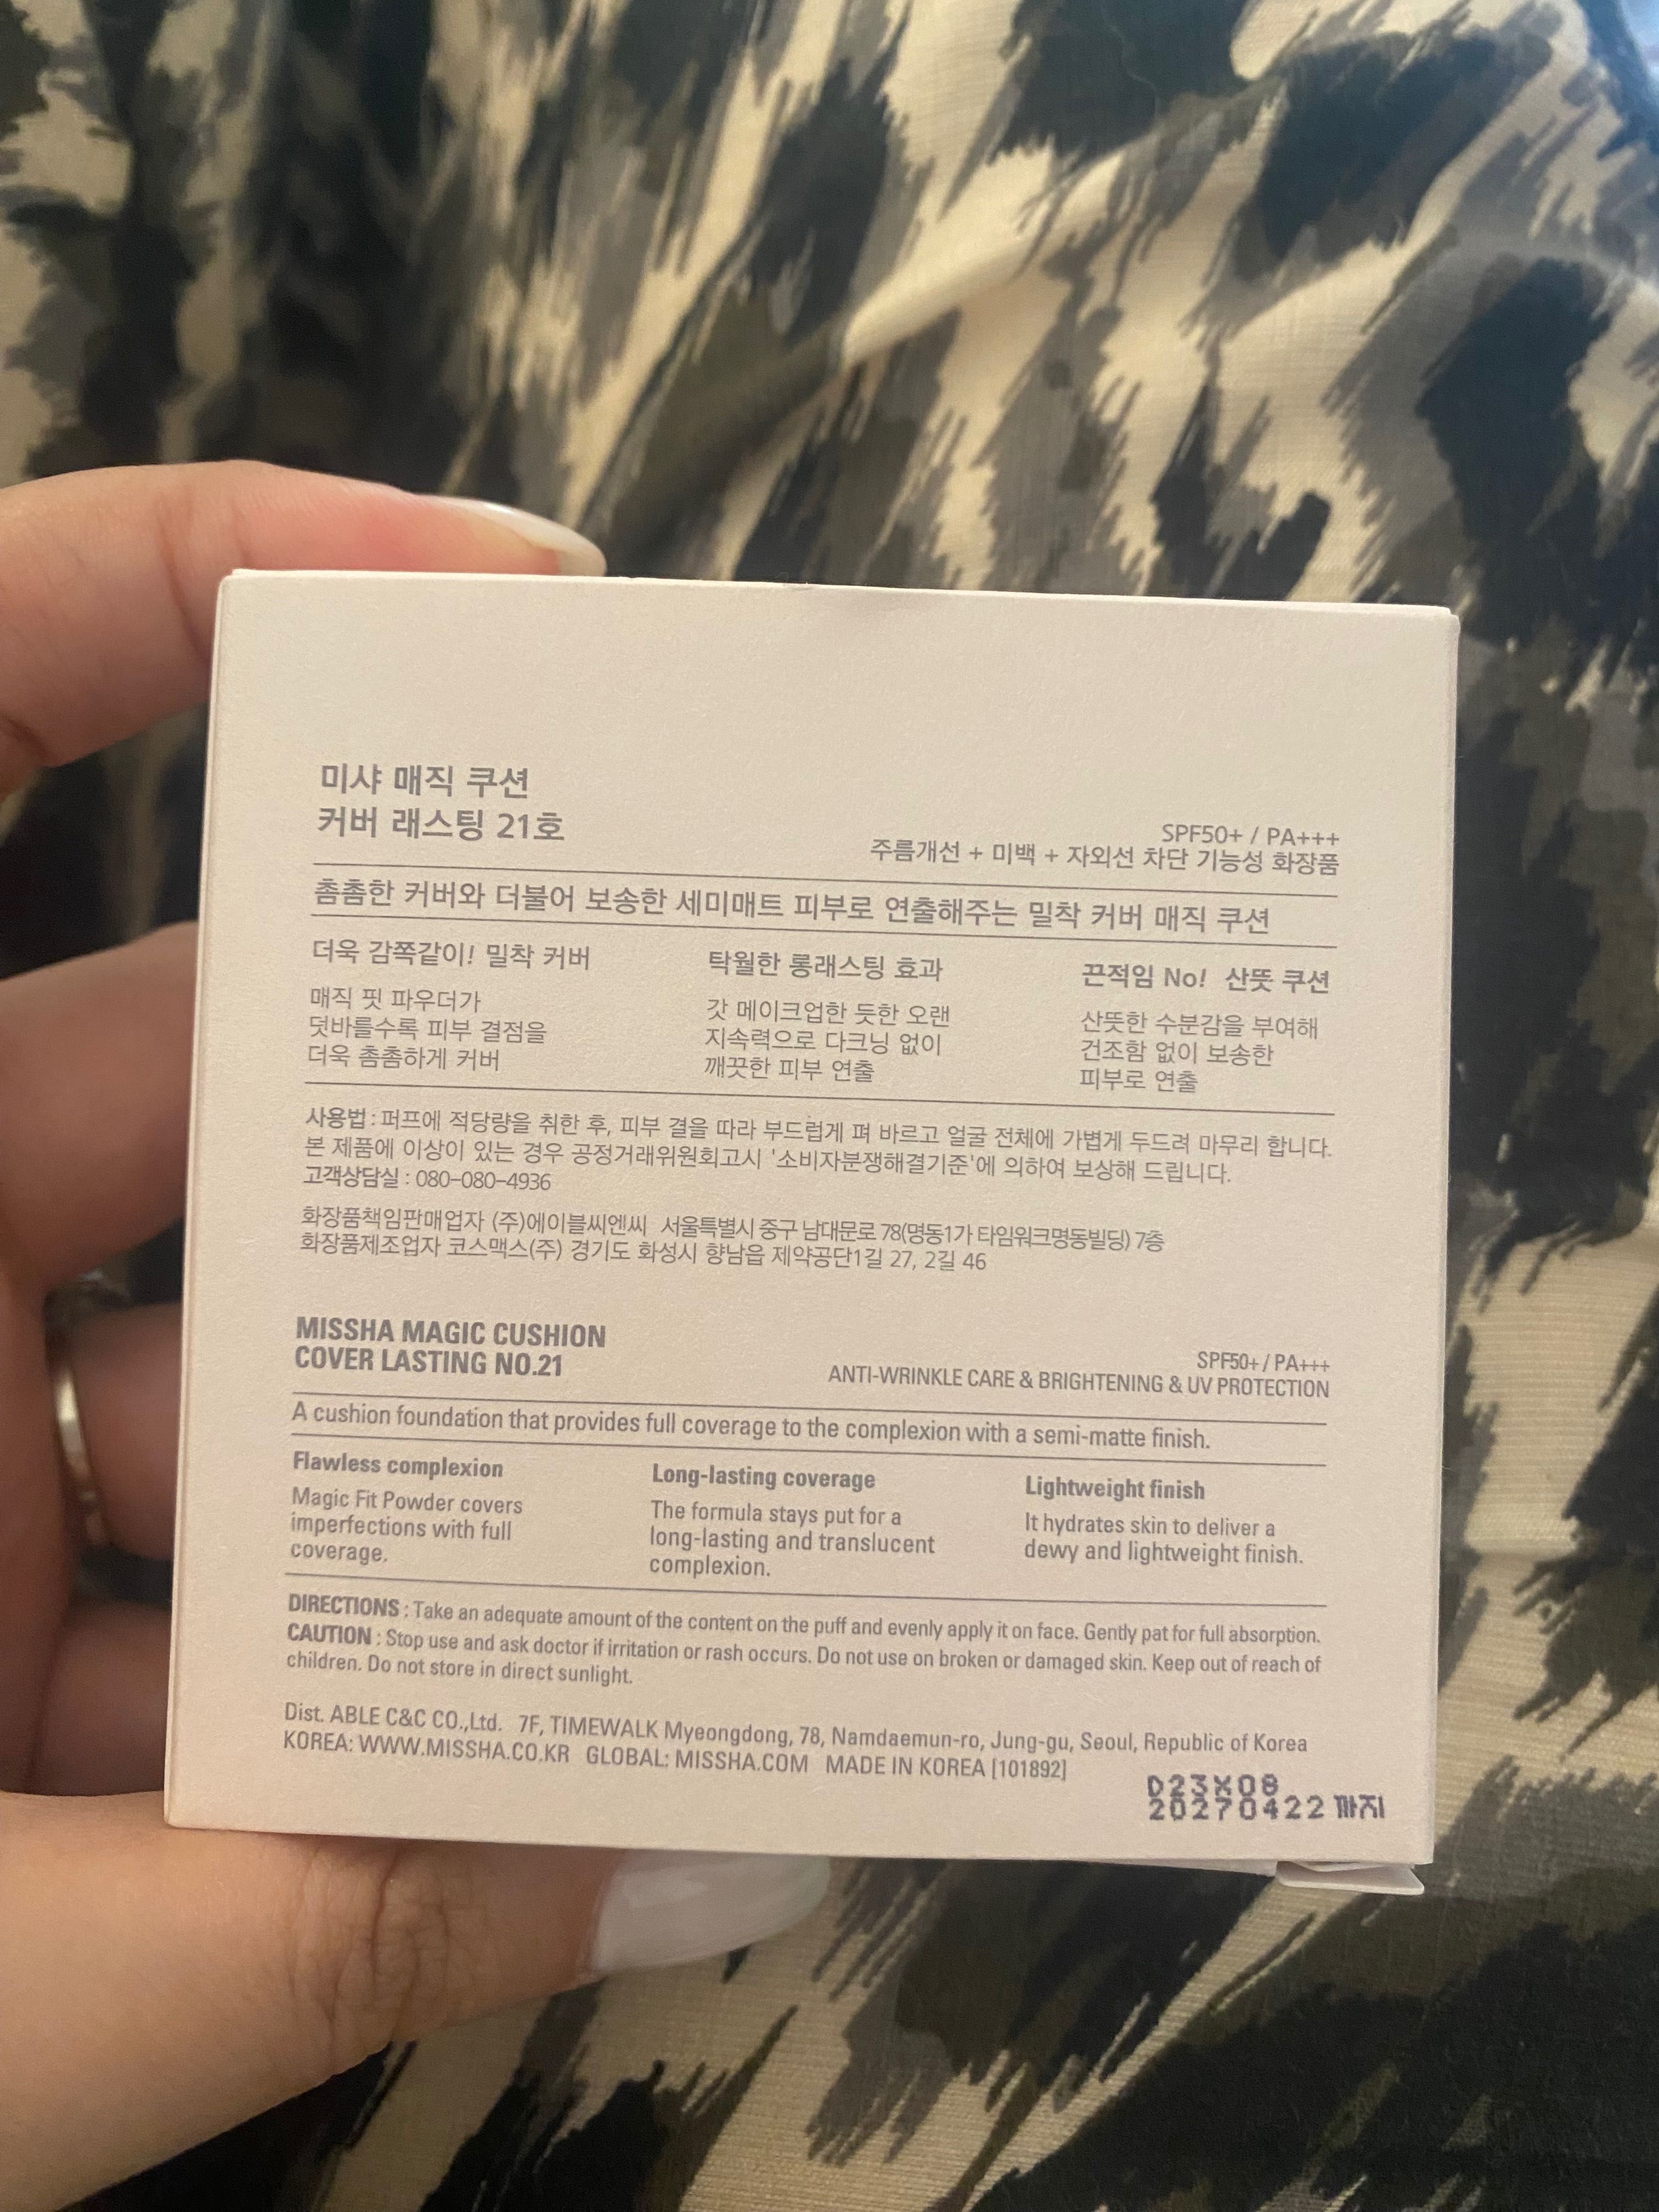 미샤 매직 쿠션
커버 래스팅 21호
SPF50+ / PA+++
주름개선 + 미백 + 자외선 차단 기능성 화장품
촘촘한 커버와 더불어 보송한 세미매트 피부로 연출해주는 밀착 커버 매직 쿠션
더욱 감쪽같이! 밀착 커버
매직 핏 파우더가
덧바를수록 피부 결점을
더욱 촘촘하게 커버
탁월한 롱래스팅 효과
갓 메이크업한 듯한 오랜
지속력으로 다크닝 없이
깨끗한 피부 연출
끈적임 No! 산뜻 쿠션
산뜻한 수분감을 부여해
건조함 없이 보송한
피부로 연출
사용법 : 퍼프에 적당량을 취한 후, 피부 결을 따라 부드럽게 펴 바르고 얼굴 전체에 가볍게 두드려 마무리 합니다.
본 제품에 이상이 있는 경우 공정거래위원회고시 '소비자분쟁해결기준'에 의하여 보상해 드립니다.
고객상담실 : 080-080-4936
화장품책임판매업자 (주)에이블씨엔씨 서울특별시 중구 남대문로 78(명동1가 타임워크명동빌딩) 7층
화장품제조업자 코스맥스(주) 경기도 화성시 향남읍 제약공단1길 27, 2길 46
MISSHA MAGIC CUSHION
COVER LASTING NO.21
SPF50+ / PA+++
ANTI-WRINKLE CARE & BRIGHTENING & UV PROTECTION
A cushion foundation that provides full coverage to the complexion with a semi-matte finish.
Flawless complexion
Magic Fit Powder covers
imperfections with full
coverage.
Long-lasting coverage
The formula stays put for a
long-lasting and translucent
complexion.
Lightweight finish
It hydrates skin to deliver a
dewy and lightweight finish.
DIRECTIONS : Take an adequate amount of the content on the puff and evenly apply it on face. Gently pat for full absorption.
CAUTION : Stop use and ask doctor if irritation or rash occurs. Do not use on broken or damaged skin. Keep out of reach of
children. Do not store in direct sunlight.
Dist. ABLE C&C CO.,Ltd. 7F, TIMEWALK Myeongdong, 78, Namdaemun-ro, Jung-gu, Seoul, Republic of Korea
KOREA: WWW.MISSHA.CO.KR GLOBAL: MISSHA.COM MADE IN KOREA [101892]
D23X08
20270422 까지